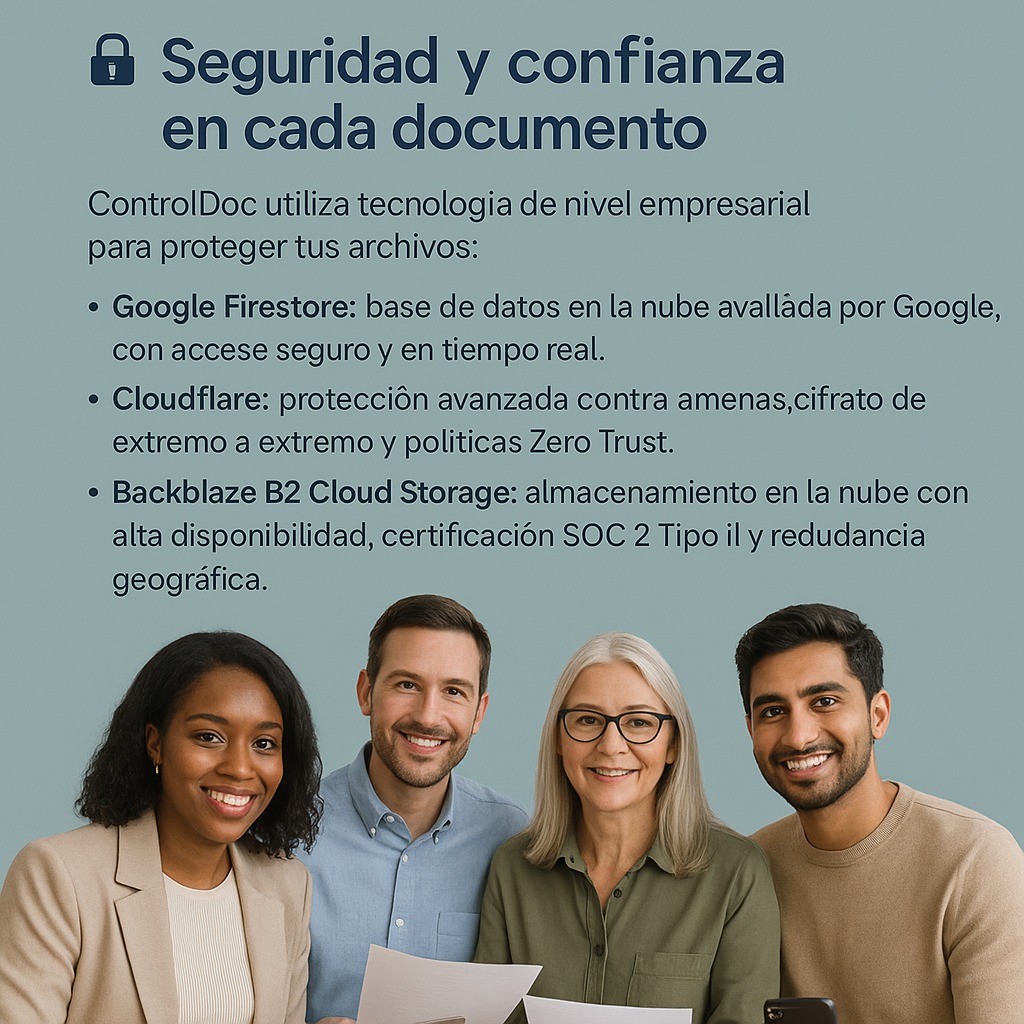 Seguridad y confianza
en cada documento
ControlDoc utiliza tecnologia de nivel empresarial
para proteger tus archivos:
• Google Firestore: base de datos en la nube avallada por Google,
con accese seguro y en tiempo real.
• Cloudflare: protecciôn avanzada contra amenas,cifrato de
extremo a extremo y politicas Zero Trust.
• Backblaze B2 Cloud Storage: almacenamiento en la nube con
alta disponibilidad, certificación SOC 2 Tipo il y redudancia
geográfica.